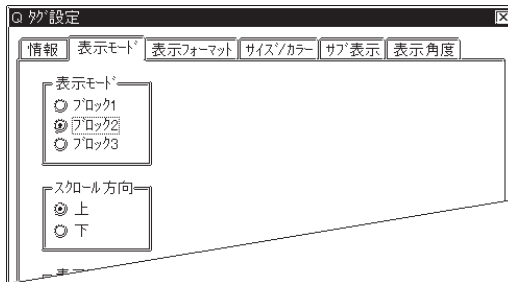 Q ﾀｸﾞ設定
情報 表示ﾓｰﾄﾞ 表示ﾌｫｰﾏｯﾄ ｻｲｽﾞ/ｶﾗｰ ｻﾌﾞ表示 表示角度
表示ﾓｰﾄﾞ
ﾌﾞﾛｯｸ1
ﾌﾞﾛｯｸ2
ﾌﾞﾛｯｸ3
ｽｸﾛｰﾙ方向
上
下